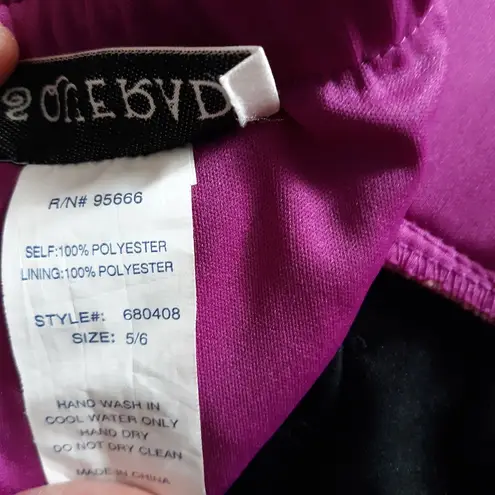 R/N# 95666
SELF:100% POLYESTER
LINING:100% POLYESTER
STYLE#: 680408
SIZE: 5/6
HAND WASH IN
COOL WATER ONLY
HAND DRY
DO NOT DRY CLEAN
MADE IN CHINA